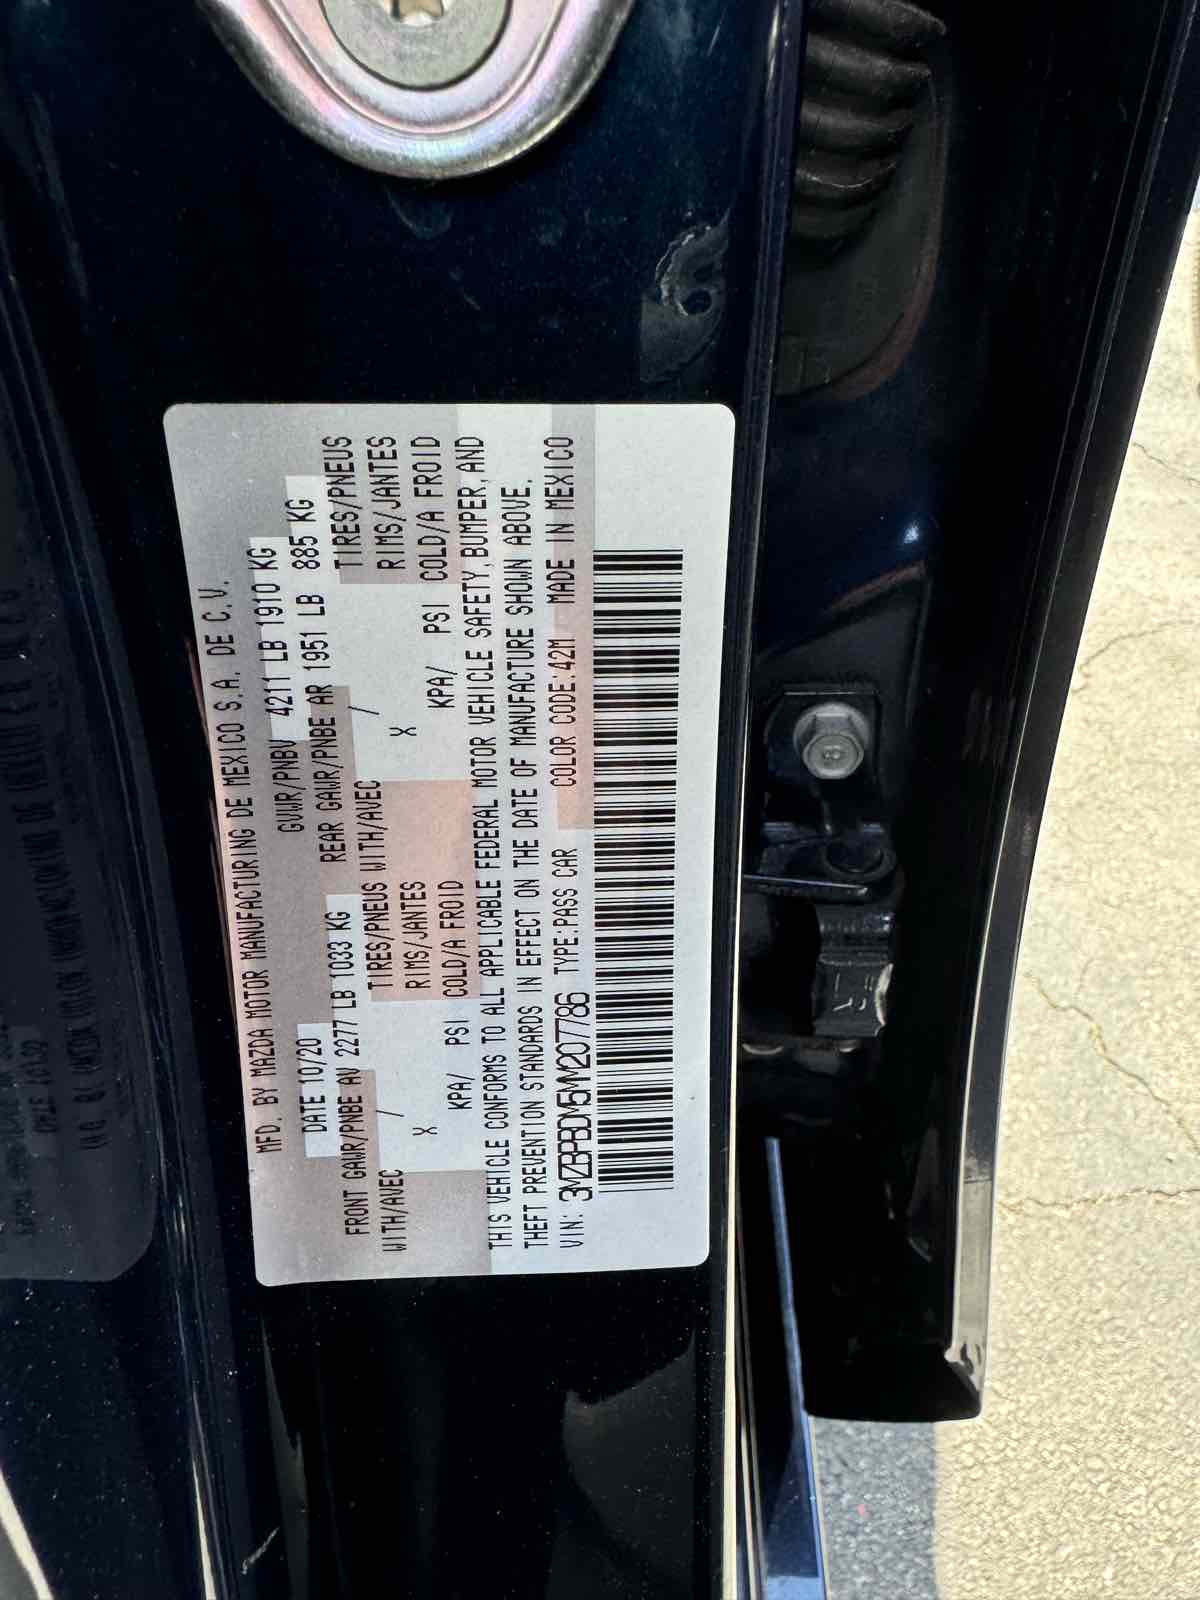 MFD. BY MAZDA MOTOR MANUFACTURING DE MEXICO S.A. DE C.V.
DATE 10/20 GVWR/PNBV 4211 LB 1910 KG
FRONT GAWR/PNBE AV 2277 LB 1033 KG REAR GAWR/PNBE AR 1951 LB 885 KG
WITH/AVEC / TIRES/PNEUS WITH/AVEC / TIRES/PNEUS
X RIMS/JANTES X RIMS/JANTES
KPA/ PSI COLD/A FROID KPA/ PSI COLD/A FROID
THIS VEHICLE CONFORMS TO ALL APPLICABLE FEDERAL MOTOR VEHICLE SAFETY, BUMPER, AND
THEFT PREVENTION STANDARDS IN EFFECT ON THE DATE OF MANUFACTURE SHOWN ABOVE.
VIN: 3MZBPBDM5MM207786 TYPE:PASS CAR COLOR CODE:42M MADE IN MEXICO